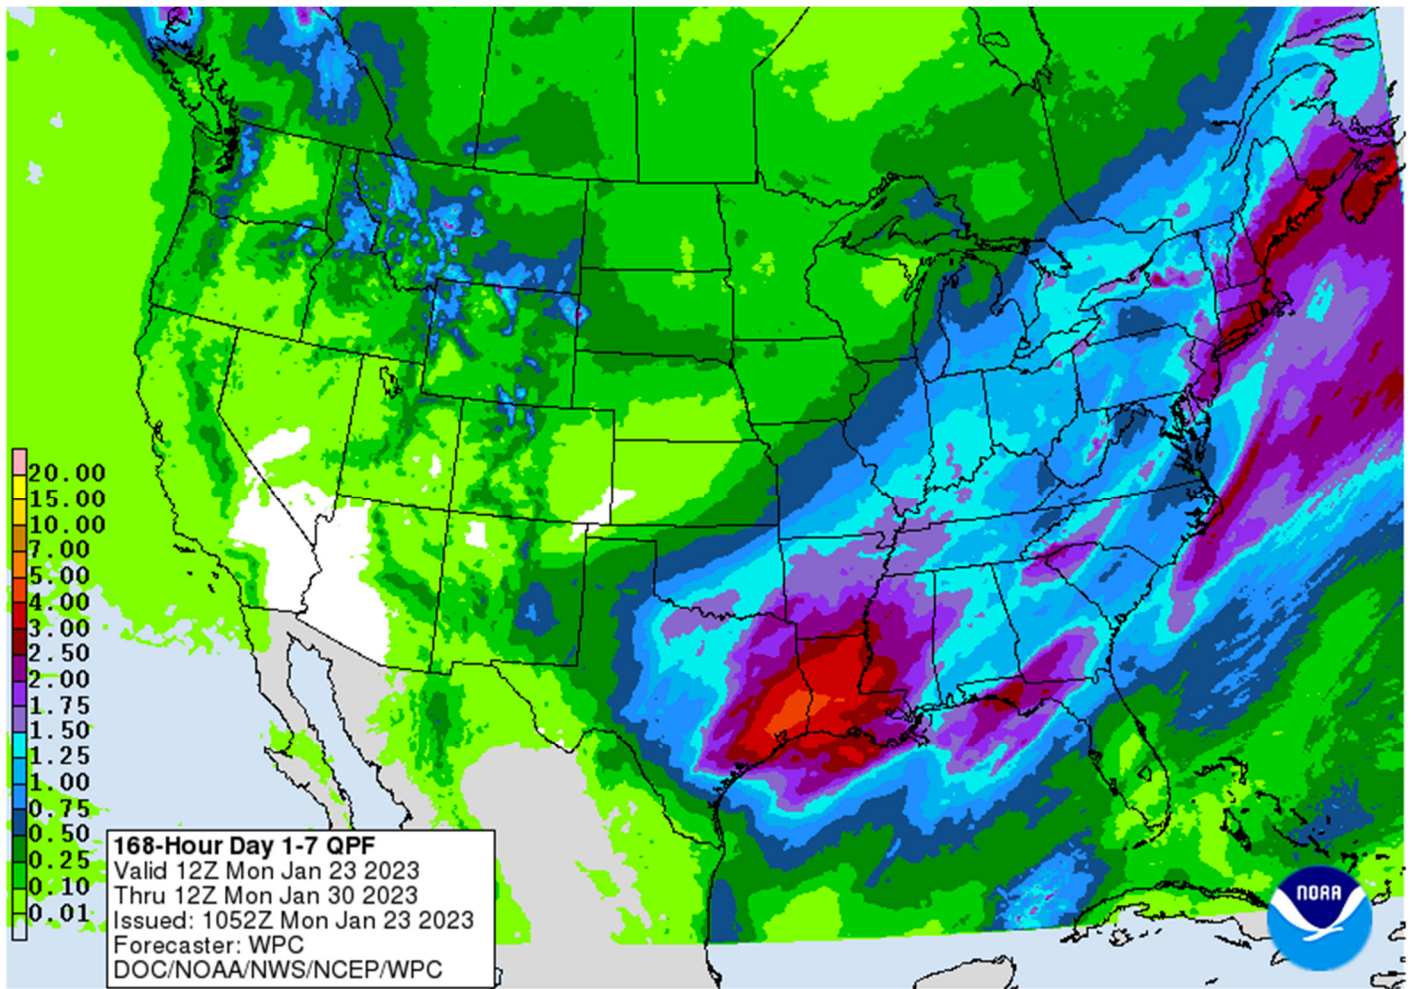 20.00
15.00
10.00
7.00
5.00
4.00
3.00
2.50
2.00
1.75
1.50
1.25
1.00
0.75
0.50
0.25
0.10
0.01
168-Hour Day 1-7 QPF
Valid 12Z Mon Jan 23 2023
Thru 12Z Mon Jan 30 2023
Issued: 1052Z Mon Jan 23 2023
Forecaster: WPC
DOC/NOAA/NWS/NCEP/WPC
NOAA